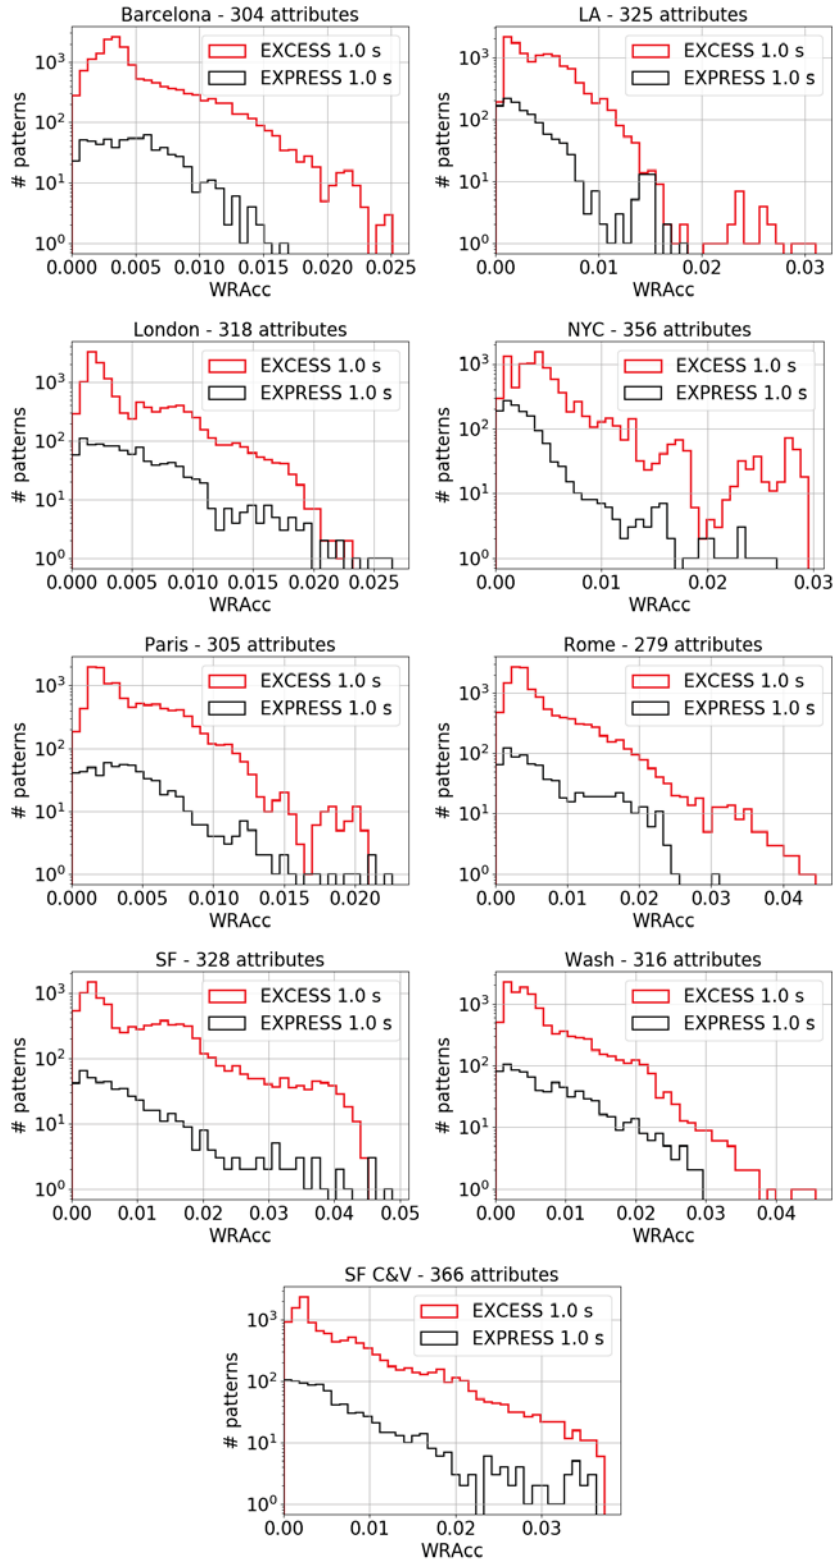 Barcelona - 304 attributes
EXCESS 1.0 s
EXPRESS 1.0 s
# patterns
10³
10²
10¹
10⁰
0.000 0.005 0.010 0.015 0.020 0.025
WRAcc
LA - 325 attributes
EXCESS 1.0 s
EXPRESS 1.0 s
# patterns
10³
10²
10¹
10⁰
0.00 0.01 0.02 0.03
WRAcc
London - 318 attributes
EXCESS 1.0 s
EXPRESS 1.0 s
# patterns
10³
10²
10¹
10⁰
0.000 0.005 0.010 0.015 0.020 0.025
WRAcc
NYC - 356 attributes
EXCESS 1.0 s
EXPRESS 1.0 s
# patterns
10³
10²
10¹
10⁰
0.00 0.02 0.03
WRAcc
Paris - 305 attributes
EXCESS 1.0 s
EXPRESS 1.0 s
# patterns
10³
10²
10¹
10⁰
0.000 0.005 0.010 0.015 0.020
WRAcc
Rome - 279 attributes
EXCESS 1.0 s
EXPRESS 1.0 s
# patterns
10³
10²
10¹
10⁰
0.00 0.01 0.02 0.03 0.04
WRAcc
SF - 328 attributes
EXCESS 1.0 s
EXPRESS 1.0 s
# patterns
10³
10²
10¹
10⁰
0.00 0.01 0.02 0.03 0.04 0.05
WRAcc
Wash - 316 attributes
EXCESS 1.0 s
EXPRESS 1.0 s
# patterns
10³
10²
10¹
10⁰
0.00 0.01 0.02 0.03 0.04
WRAcc
SF C&V - 366 attributes
EXCESS 1.0 s
EXPRESS 1.0 s
# patterns
10³
10²
10¹
10⁰
0.00 0.01 0.02 0.03
WRAcc